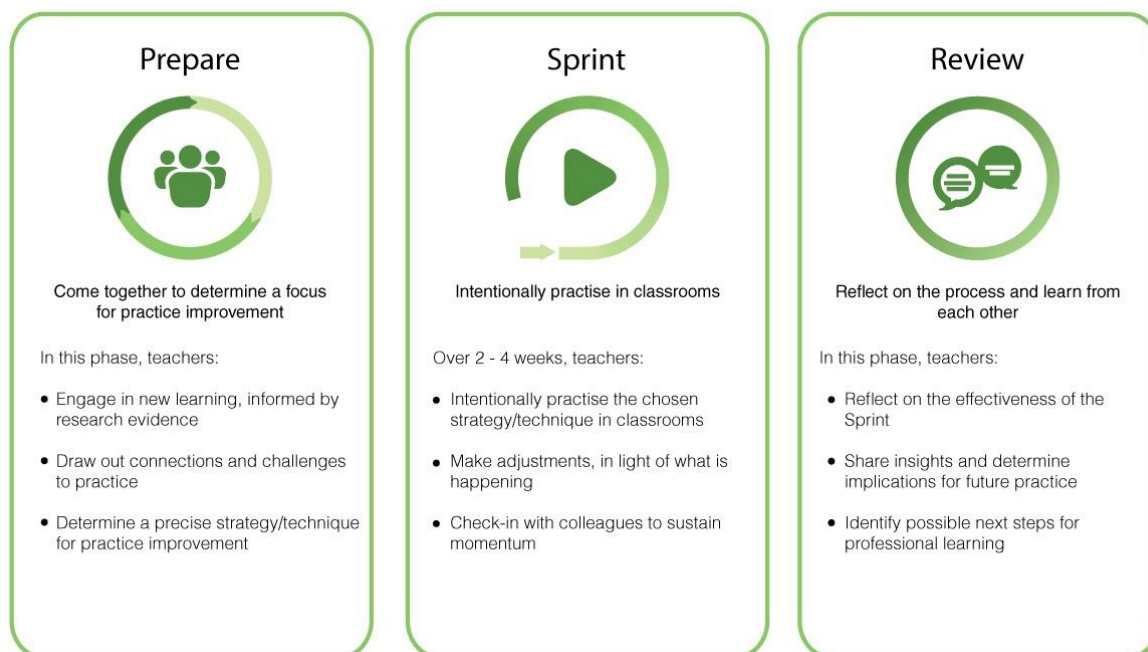 Prepare
Come together to determine a focus
for practice improvement
In this phase, teachers:
• Engage in new learning, informed by
research evidence
• Draw out connections and challenges
to practice
• Determine a precise strategy/technique
for practice improvement
Sprint
Intentionally practise in classrooms
Over 2 - 4 weeks, teachers:
• Intentionally practise the chosen
strategy/technique in classrooms
• Make adjustments, in light of what is
happening
• Check-in with colleagues to sustain
momentum
Review
Reflect on the process and learn from
each other
In this phase, teachers:
• Reflect on the effectiveness of the
Sprint
• Share insights and determine
implications for future practice
• Identify possible next steps for
professional learning